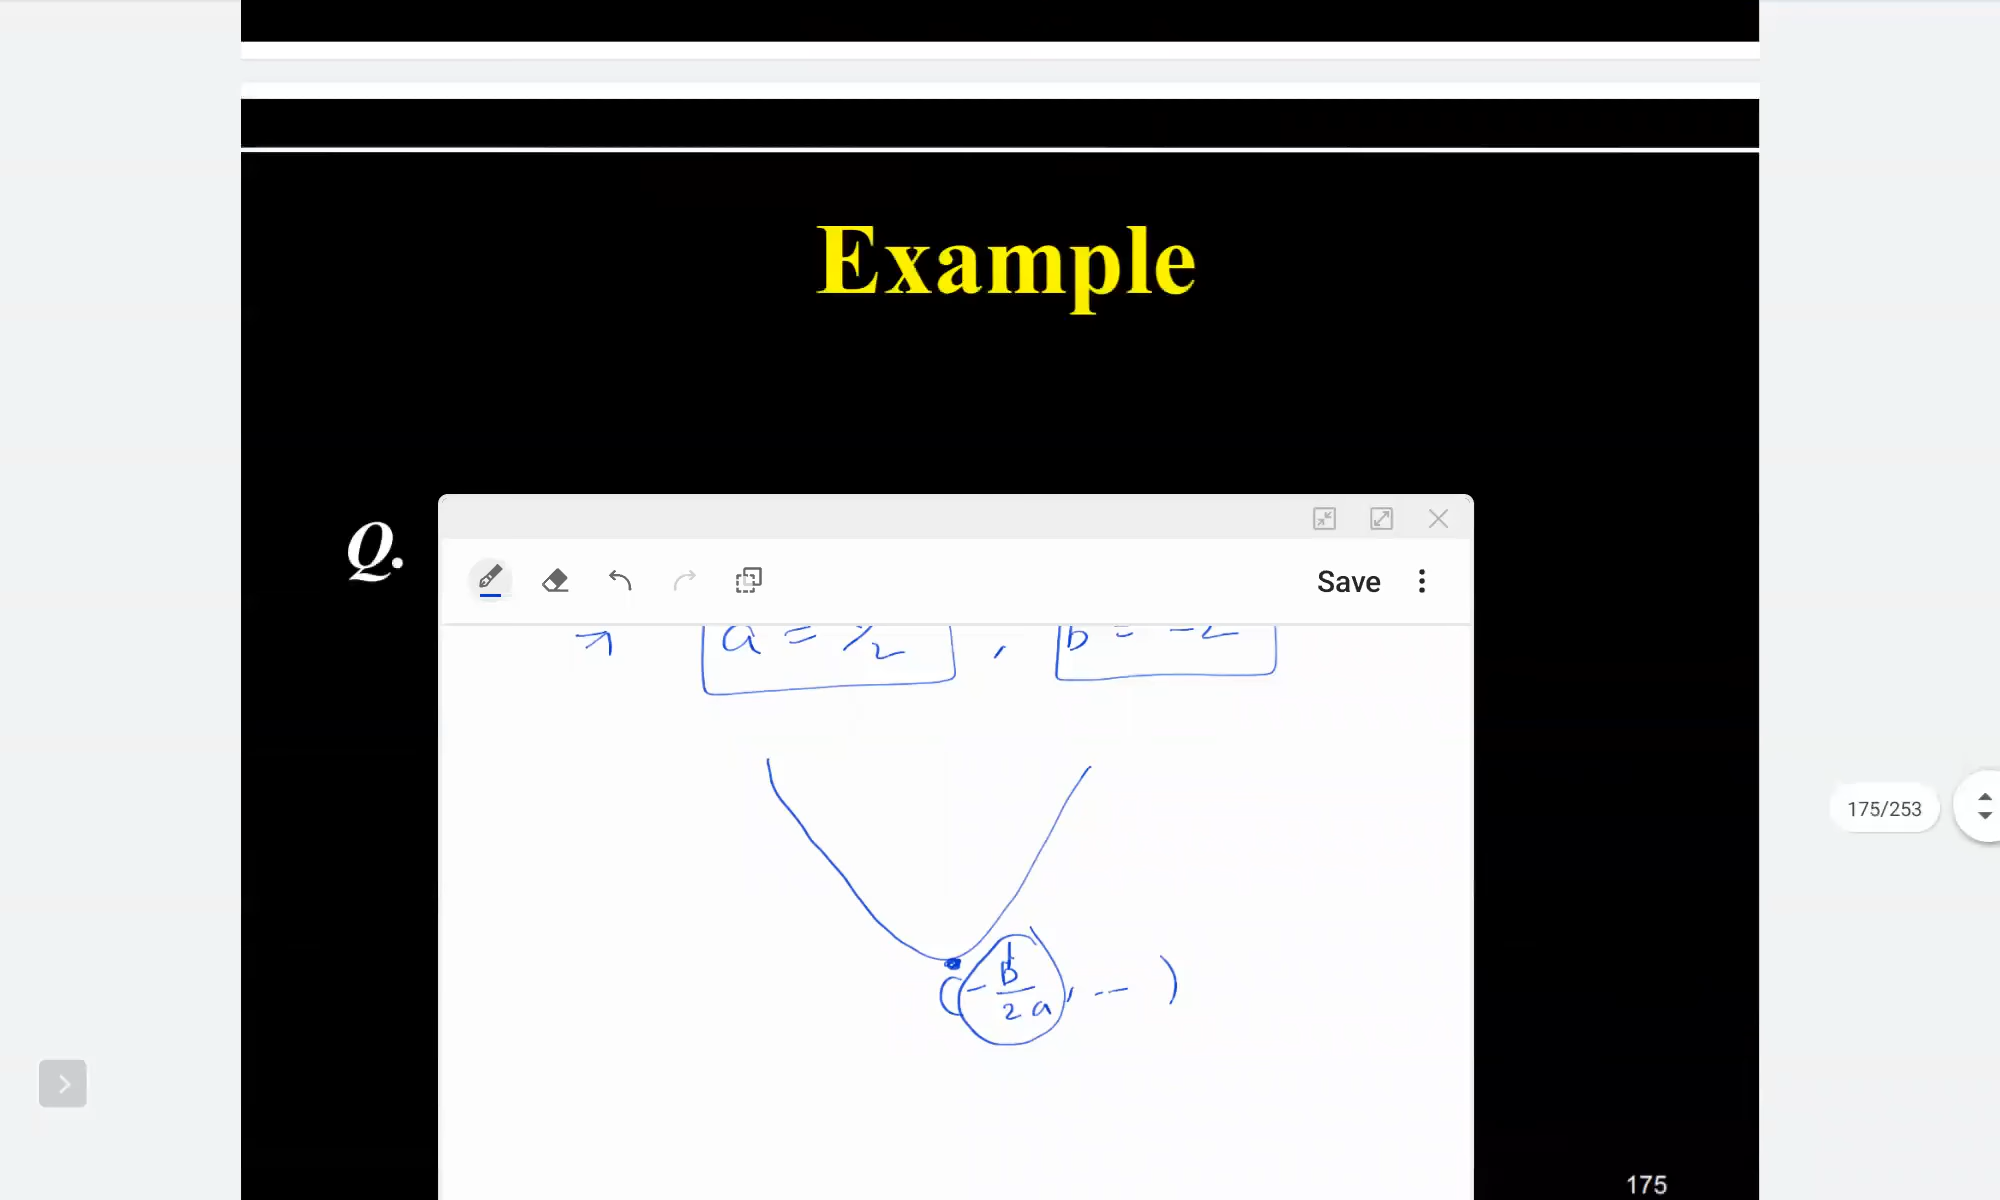 Example
Q.
Save
a = 1/2 , b = -2
(-b/2a, -- )
175/253
175